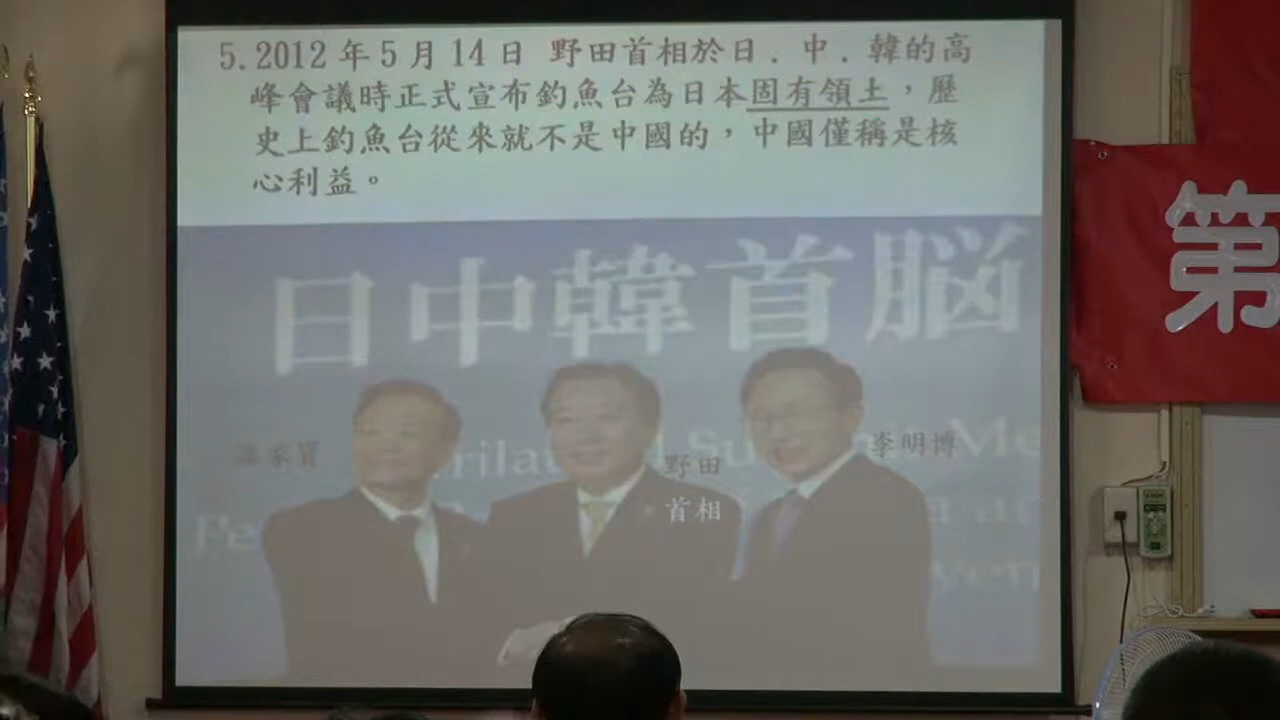 5. 2012 年 5 月 14 日 野田首相於日．中．韓的高
峰會議時正式宣布釣魚台為日本固有領土，歷
史上釣魚台從來就不是中國的，中國僅稱是核
心利益。
日中韓首脳
溫家寶
野田
首相
李明博
第